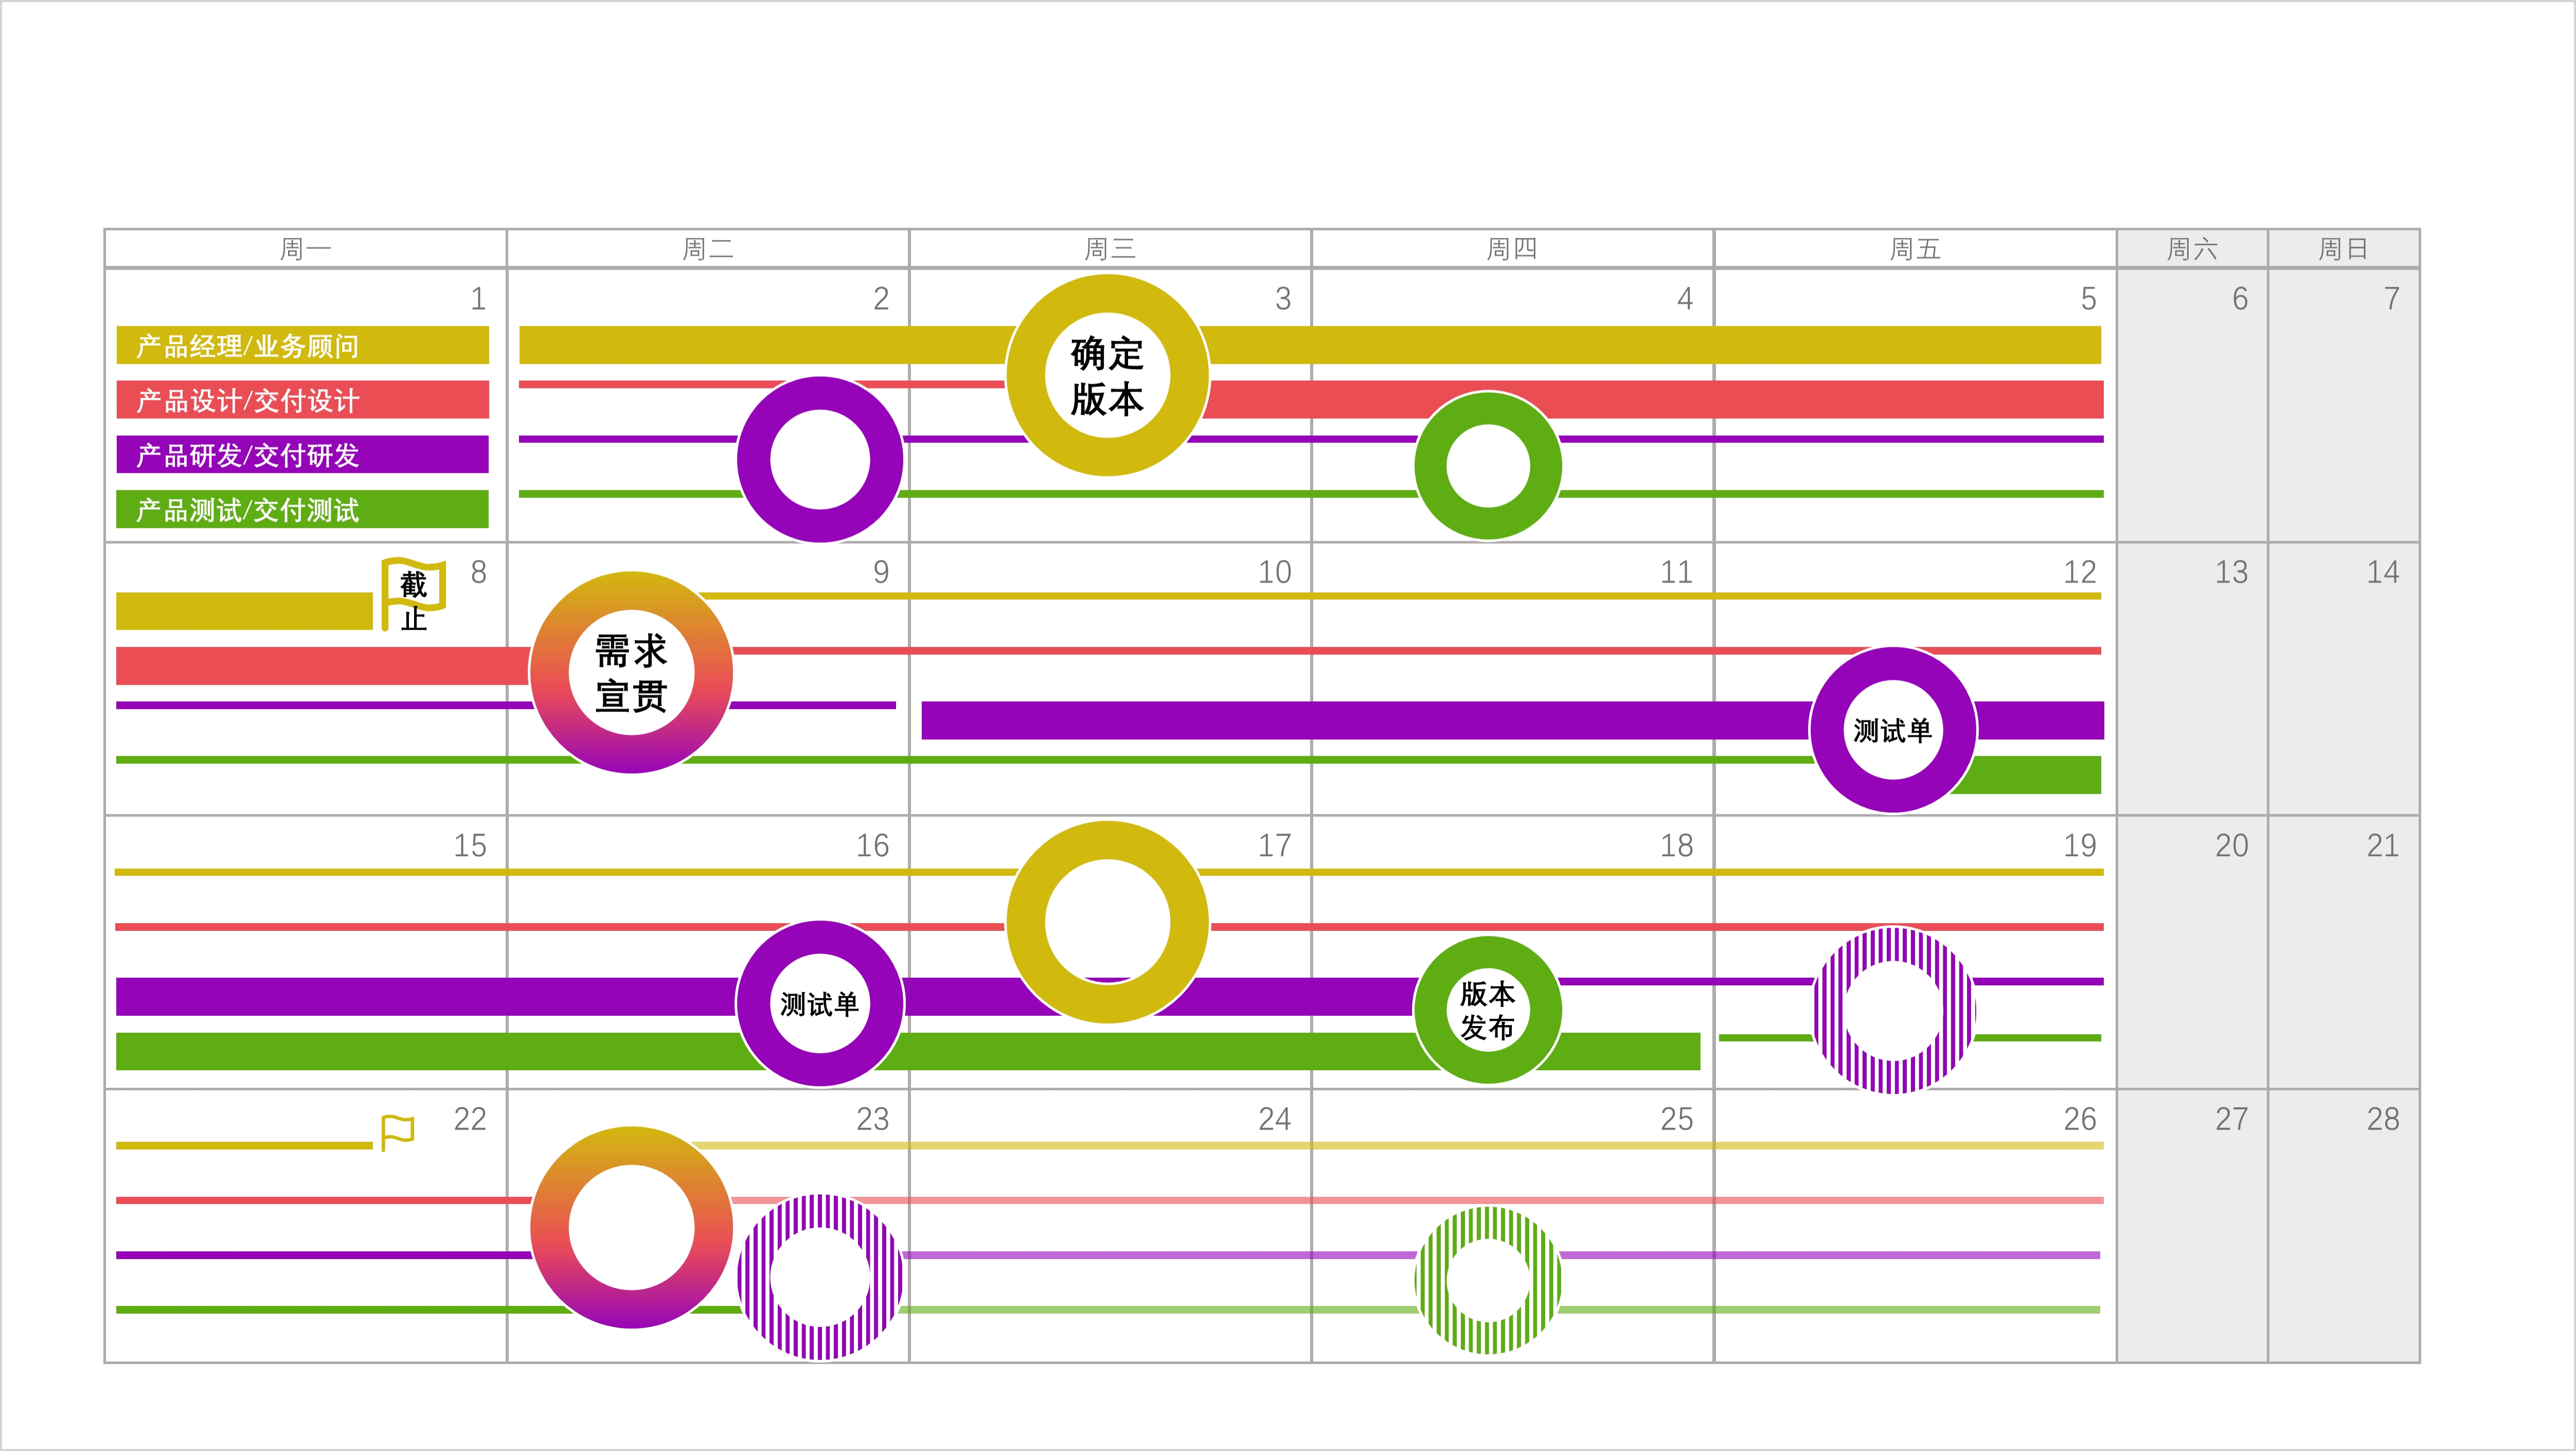 周一 周二 周三 周四 周五 周六 周日
1 2 3 4 5 6 7
产品经理/业务顾问
产品设计/交付设计
产品研发/交付研发
产品测试/交付测试
确定
版本
8 9 10 11 12 13 14
截
止
需求
宣贯
测试单
15 16 17 18 19 20 21
测试单
版本
发布
22 23 24 25 26 27 28